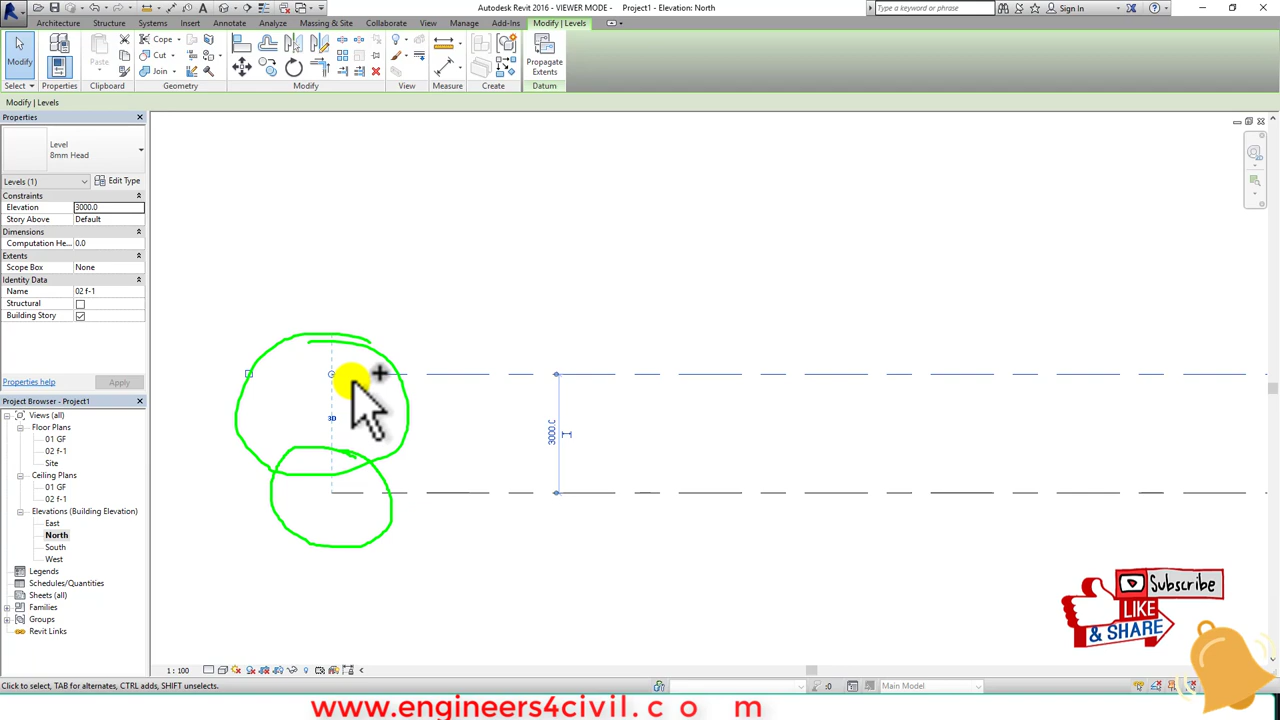 Autodesk Revit 2016 - VIEWER MODE - Project1 - Elevation: North
Type a keyword or phrase
Sign In
Architecture Structure Systems Insert Annotate Analyze Massing & Site Collaborate View Manage Add-Ins Modify | Levels
Modify
Paste
Cope
Cut
Join
Propagate Extents
Select Properties Clipboard Geometry Modify View Measure Create Datum
Modify | Levels
Properties
Level
8mm Head
Levels (1)
Edit Type
Constraints
Elevation 3000.0
Story Above Default
Dimensions
Computation He... 0.0
Extents
Scope Box None
Identity Data
Name 02 f-1
Structural
Building Story
Properties help
Apply
Project Browser - Project1
Views (all)
Floor Plans
01 GF
02 f-1
Site
Ceiling Plans
01 GF
02 f-1
Elevations (Building Elevation)
East
North
South
West
Legends
Schedules/Quantities
Sheets (all)
Families
Groups
Revit Links
3D
3000.0
Subscribe
LIKE
& SHARE
1 : 100
Click to select, TAB for alternates, CTRL adds, SHIFT unselects.
:0
Main Model
www.engineers4civil.c o m